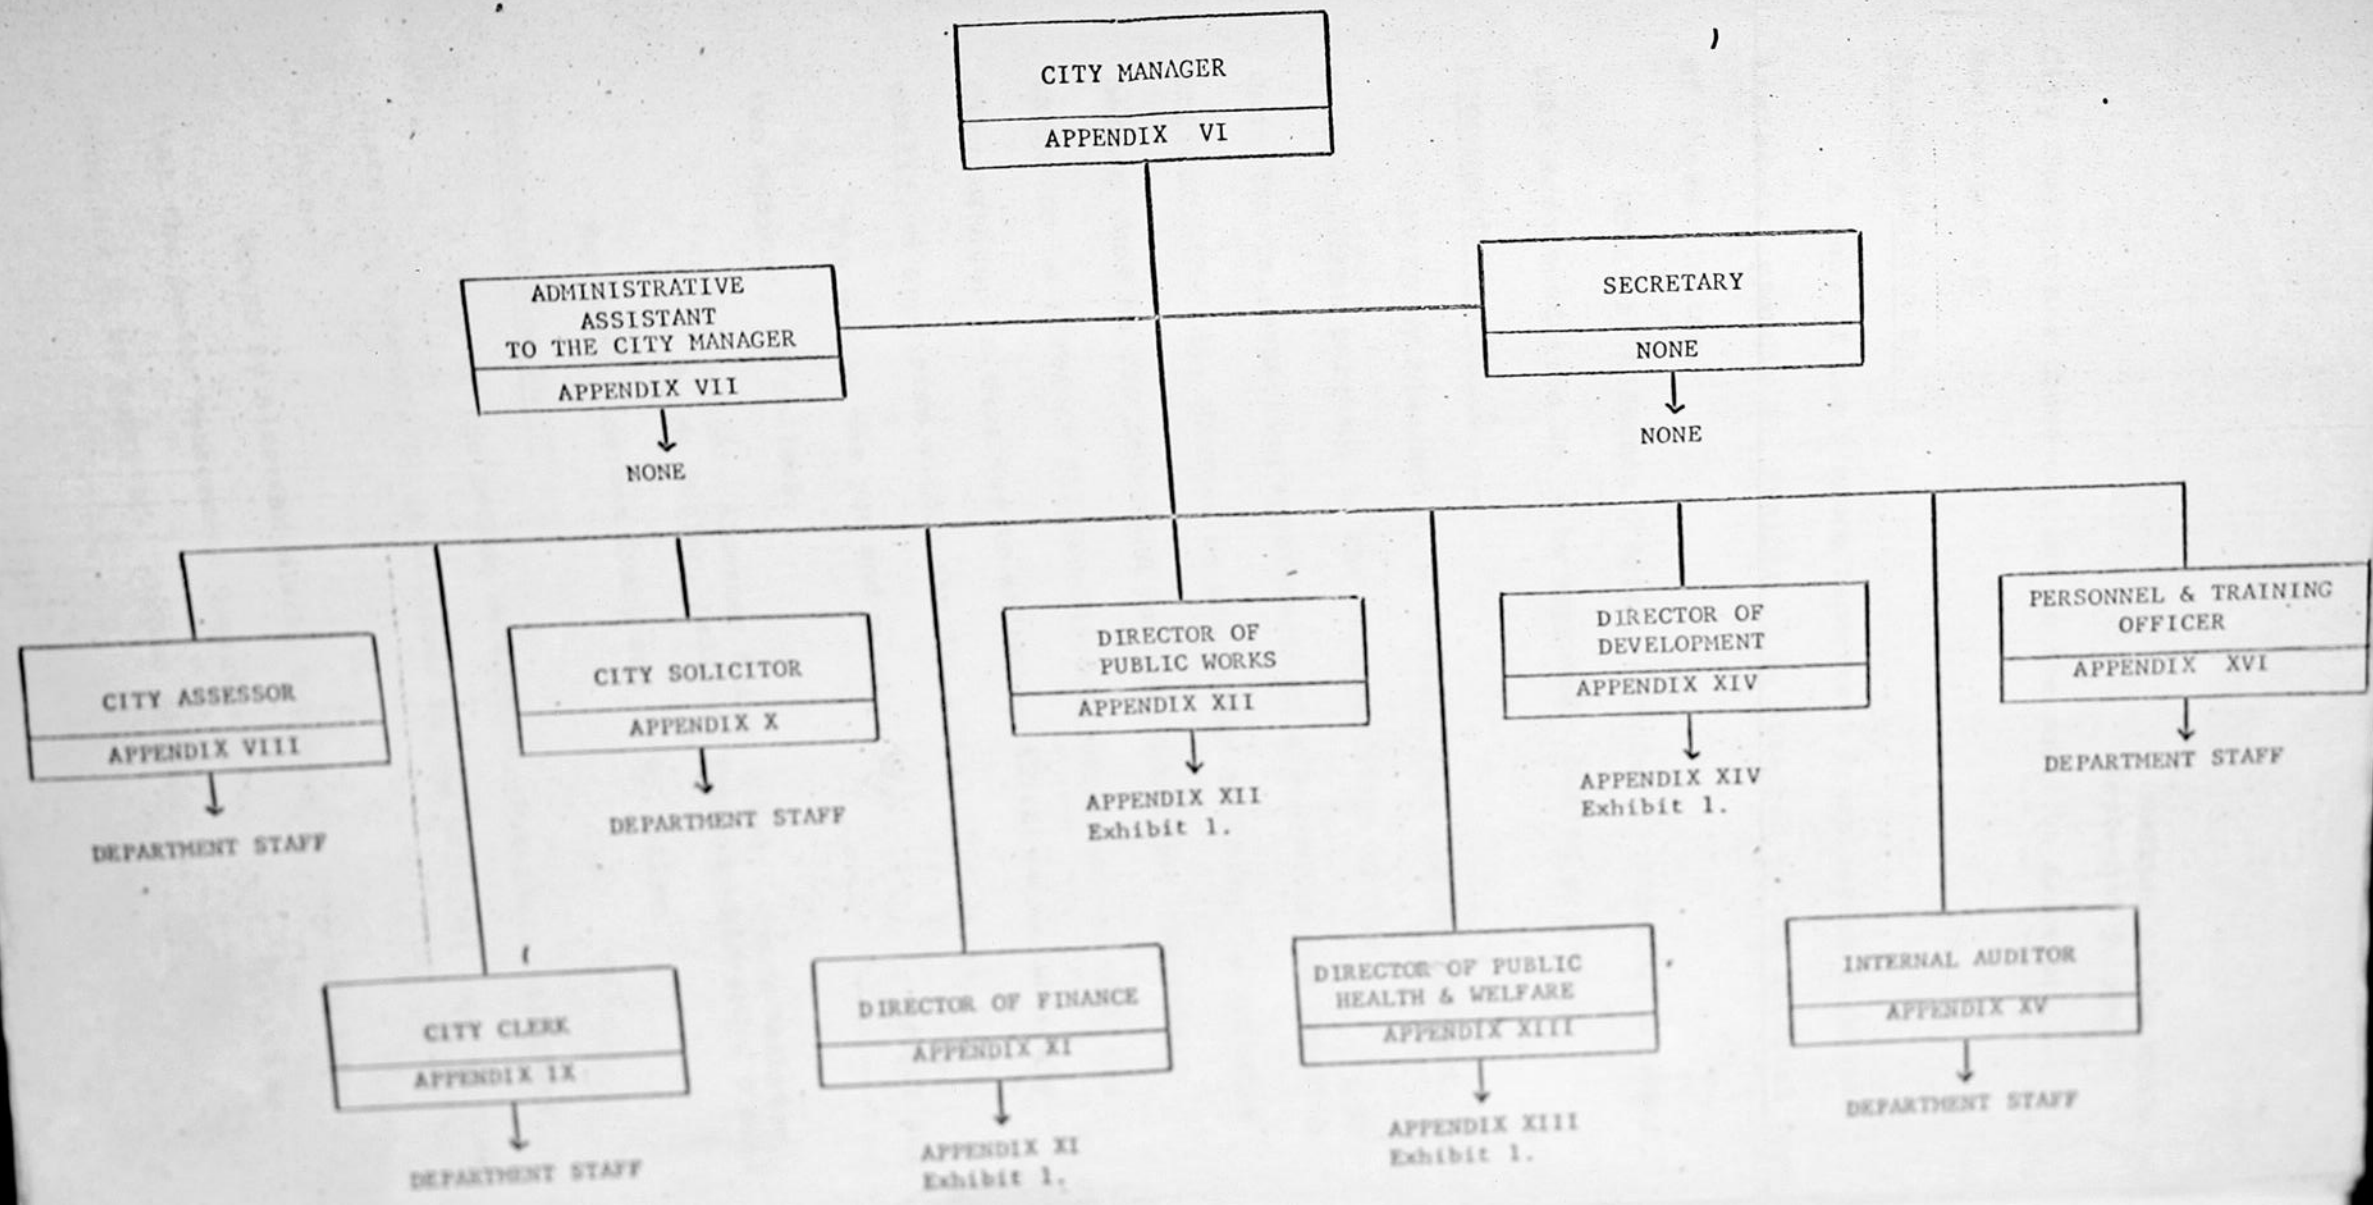 CITY MANAGER
APPENDIX VI
ADMINISTRATIVE
ASSISTANT
TO THE CITY MANAGER
APPENDIX VII
NONE
SECRETARY
NONE
NONE
CITY ASSESSOR
APPENDIX VIII
DEPARTMENT STAFF
CITY SOLICITOR
APPENDIX X
DEPARTMENT STAFF
DIRECTOR OF
PUBLIC WORKS
APPENDIX XII
APPENDIX XII
Exhibit 1.
DIRECTOR OF
DEVELOPMENT
APPENDIX XIV
APPENDIX XIV
Exhibit 1.
PERSONNEL & TRAINING
OFFICER
APPENDIX XVI
DEPARTMENT STAFF
CITY CLERK
APPENDIX IX
DEPARTMENT STAFF
DIRECTOR OF FINANCE
APPENDIX XI
APPENDIX XI
Exhibit 1.
DIRECTOR OF PUBLIC
HEALTH & WELFARE
APPENDIX XIII
APPENDIX XIII
Exhibit 1.
INTERNAL AUDITOR
APPENDIX XV
DEPARTMENT STAFF